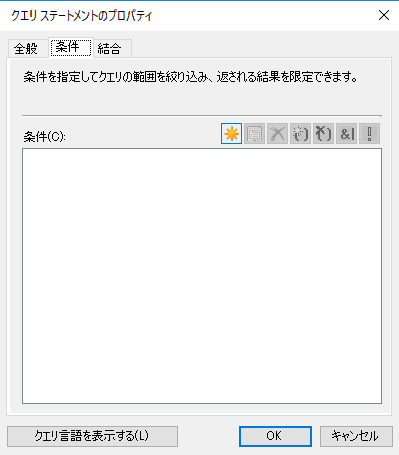 クエリ ステートメントのプロパティ
全般 条件 結合
条件を指定してクエリの範囲を絞り込み、返される結果を限定できます。
条件(C):
&|
!
クエリ言語を表示する(L)
OK
キャンセル